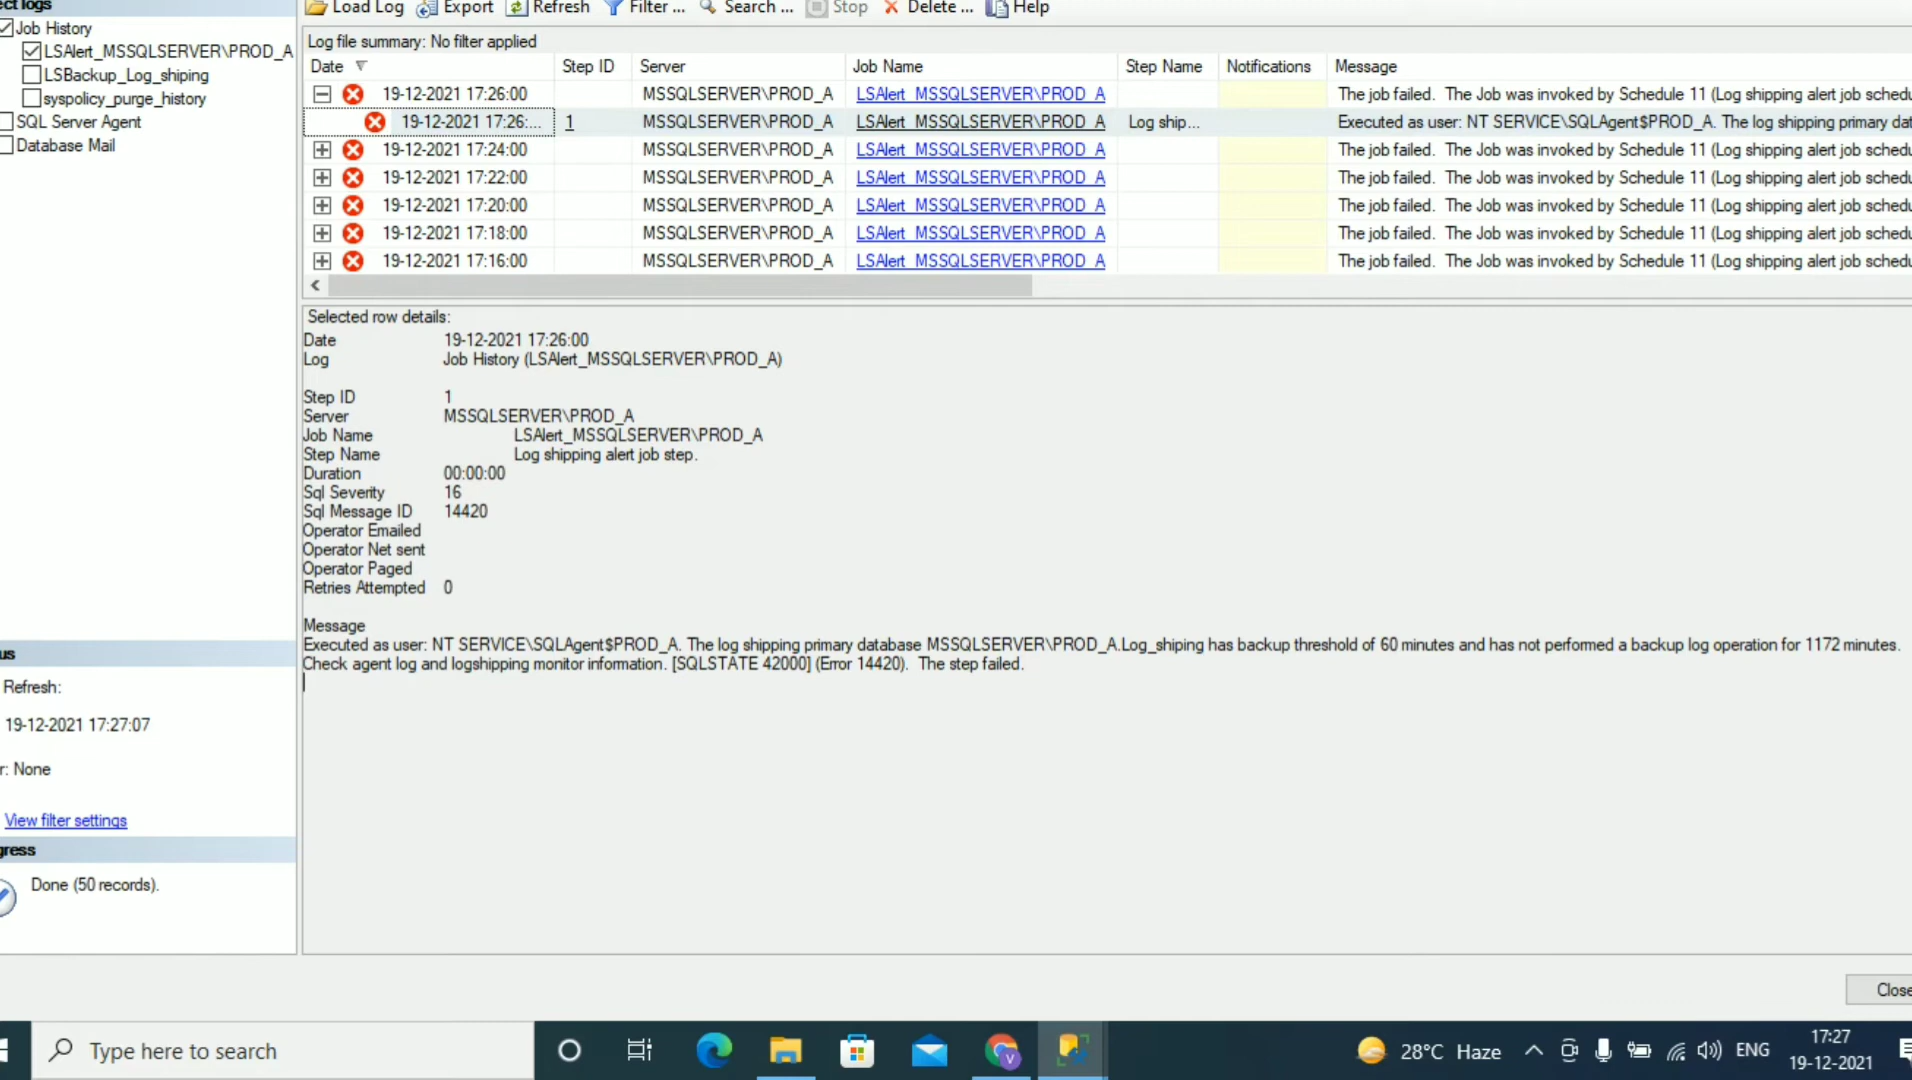 ect logs
Job History
LSAlert_MSSQLSERVER\PROD_A
LSBackup_Log_shiping
syspolicy_purge_history
SQL Server Agent
Database Mail
us
Refresh:
19-12-2021 17:27:07
r: None
View filter settings
gress
Done (50 records).
Load Log Export Refresh Filter ... Search ... Stop Delete ... Help
Log file summary: No filter applied
Date Step ID Server Job Name Step Name Notifications Message
19-12-2021 17:26:00 MSSQLSERVER\PROD_A LSAlert_MSSQLSERVER\PROD_A The job failed. The Job was invoked by Schedule 11 (Log shipping alert job schedu
19-12-2021 17:26:... 1 MSSQLSERVER\PROD_A LSAlert_MSSQLSERVER\PROD_A Log ship... Executed as user: NT SERVICE\SQLAgent$PROD_A. The log shipping primary dat
19-12-2021 17:24:00 MSSQLSERVER\PROD_A LSAlert_MSSQLSERVER\PROD_A The job failed. The Job was invoked by Schedule 11 (Log shipping alert job schedu
19-12-2021 17:22:00 MSSQLSERVER\PROD_A LSAlert_MSSQLSERVER\PROD_A The job failed. The Job was invoked by Schedule 11 (Log shipping alert job schedu
19-12-2021 17:20:00 MSSQLSERVER\PROD_A LSAlert_MSSQLSERVER\PROD_A The job failed. The Job was invoked by Schedule 11 (Log shipping alert job schedu
19-12-2021 17:18:00 MSSQLSERVER\PROD_A LSAlert_MSSQLSERVER\PROD_A The job failed. The Job was invoked by Schedule 11 (Log shipping alert job schedu
19-12-2021 17:16:00 MSSQLSERVER\PROD_A LSAlert_MSSQLSERVER\PROD_A The job failed. The Job was invoked by Schedule 11 (Log shipping alert job schedu
Selected row details:
Date 19-12-2021 17:26:00
Log Job History (LSAlert_MSSQLSERVER\PROD_A)
Step ID 1
Server MSSQLSERVER\PROD_A
Job Name LSAlert_MSSQLSERVER\PROD_A
Step Name Log shipping alert job step.
Duration 00:00:00
Sql Severity 16
Sql Message ID 14420
Operator Emailed
Operator Net sent
Operator Paged
Retries Attempted 0
Message
Executed as user: NT SERVICE\SQLAgent$PROD_A. The log shipping primary database MSSQLSERVER\PROD_A.Log_shiping has backup threshold of 60 minutes and has not performed a backup log operation for 1172 minutes.
Check agent log and logshipping monitor information. [SQLSTATE 42000] (Error 14420). The step failed.
Close
Type here to search
28°C Haze
ENG
17:27
19-12-2021